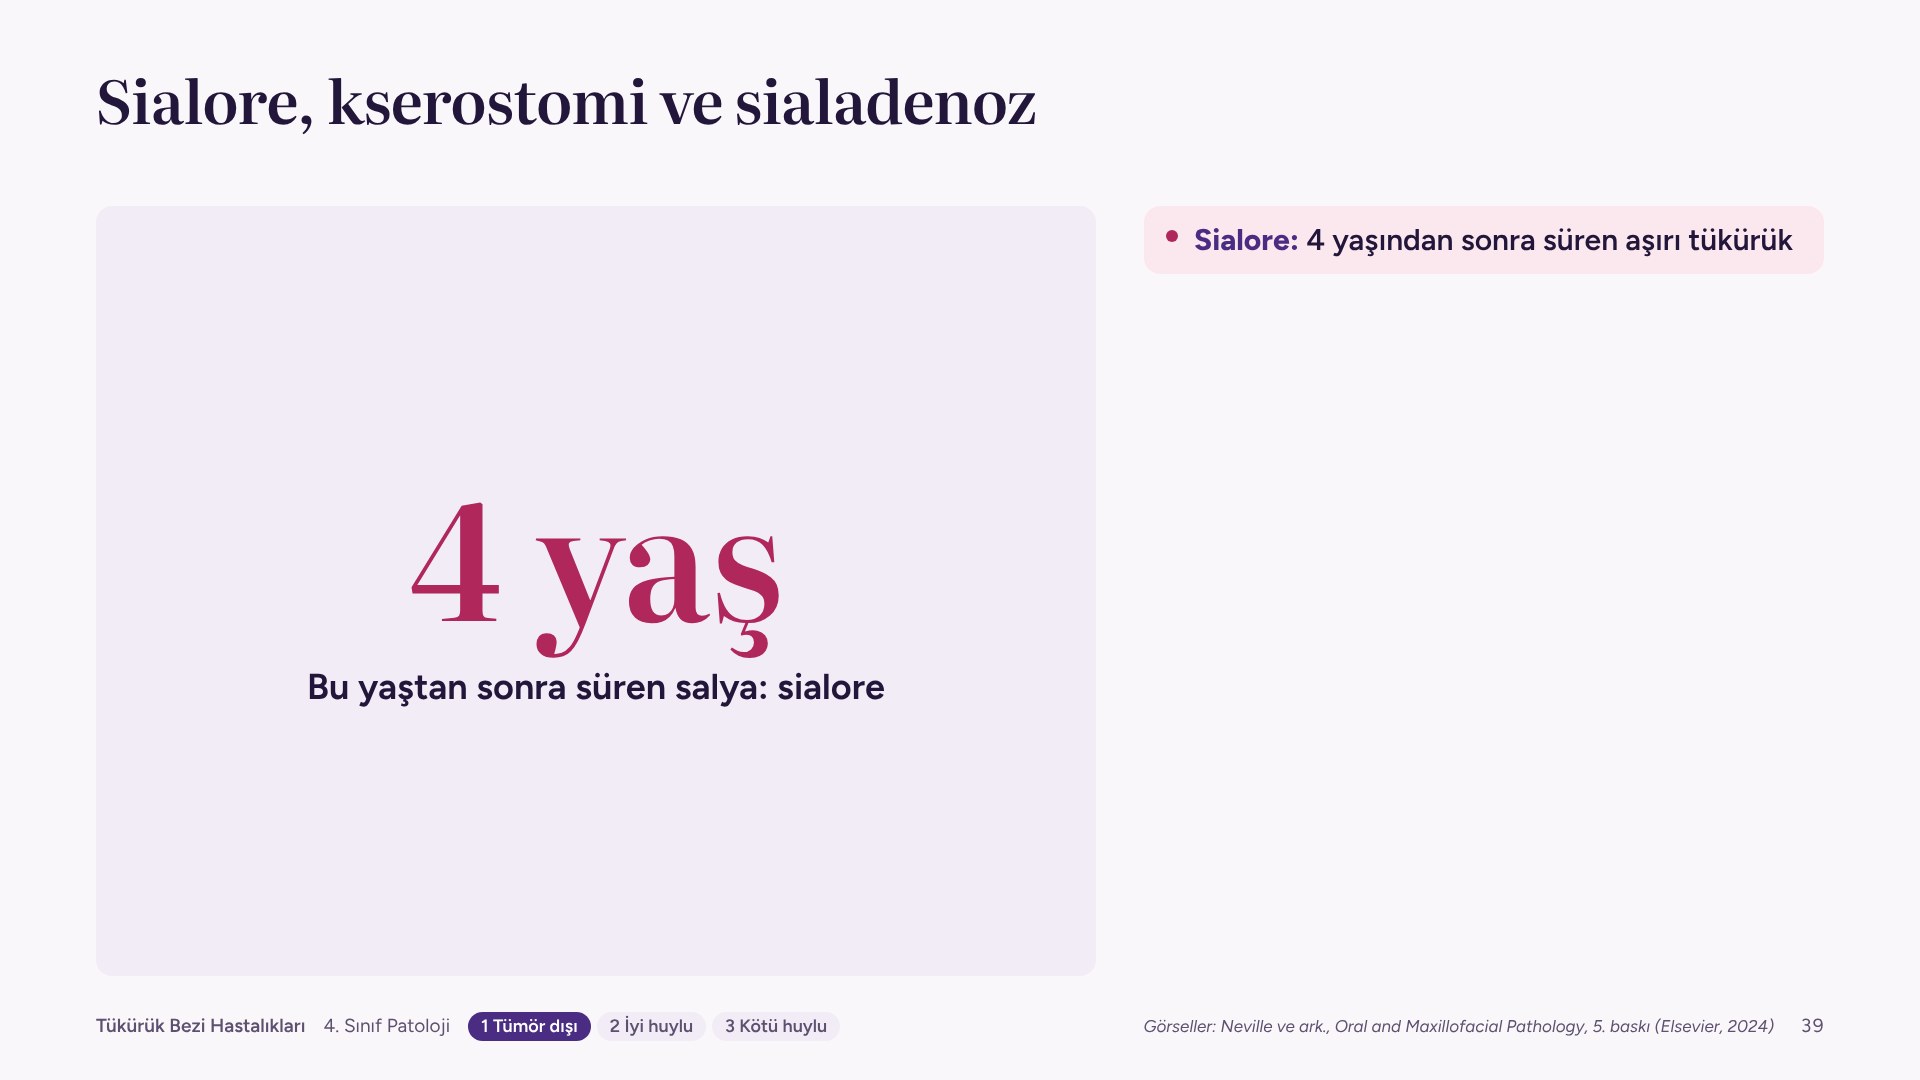 Sialore, kserostomi ve sialadenoz
4 yaş
Bu yaştan sonra süren salya: sialore
• Sialore: 4 yaşından sonra süren aşırı tükürük
Tükürük Bezi Hastalıkları 4. Sınıf Patoloji 1 Tümör dışı 2 İyi huylu 3 Kötü huylu
Görseller: Neville ve ark., Oral and Maxillofacial Pathology, 5. baskı (Elsevier, 2024) 39